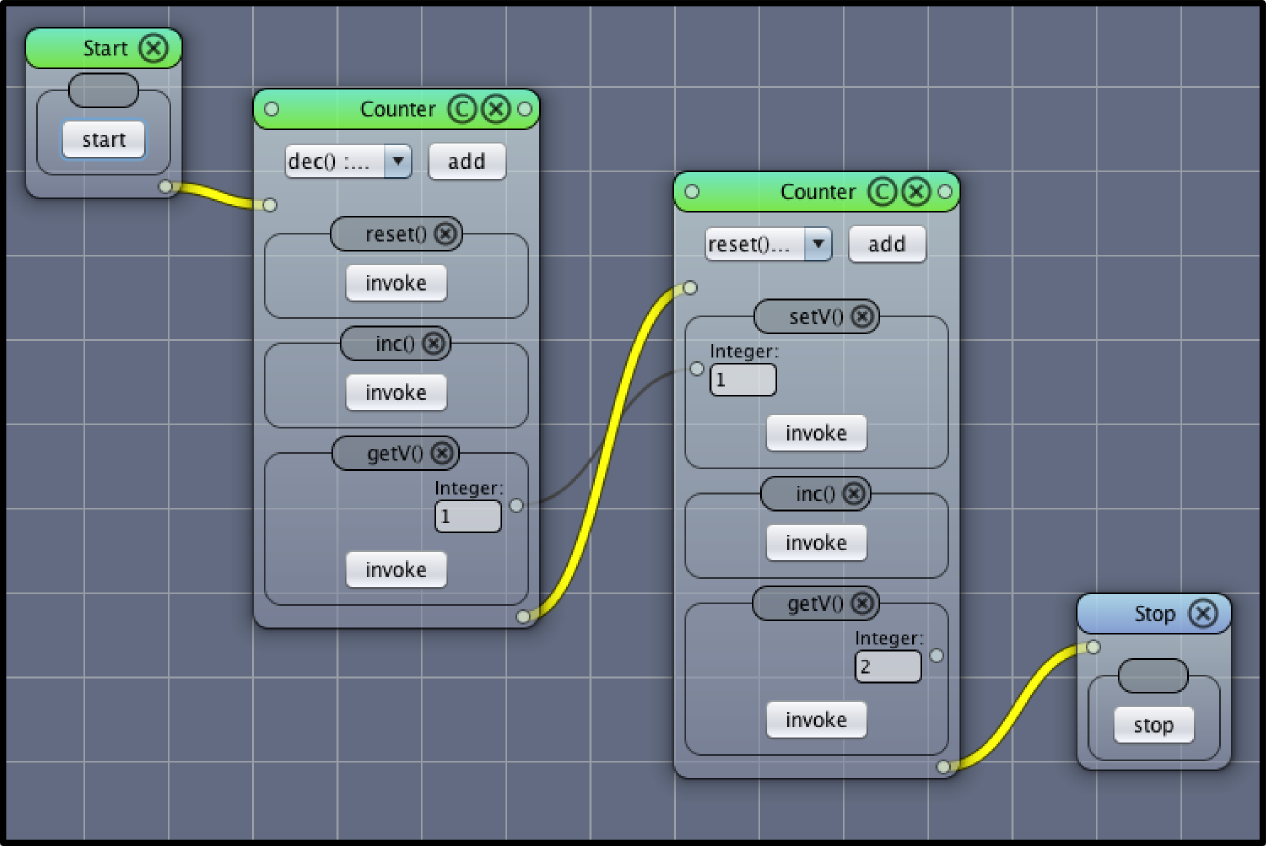 Start
start
Counter C
dec() :... add
reset()
invoke
inc()
invoke
getV()
Integer:
1
invoke
Counter C
reset()... add
setV()
Integer:
1
invoke
inc()
invoke
getV()
Integer:
2
invoke
Stop
stop